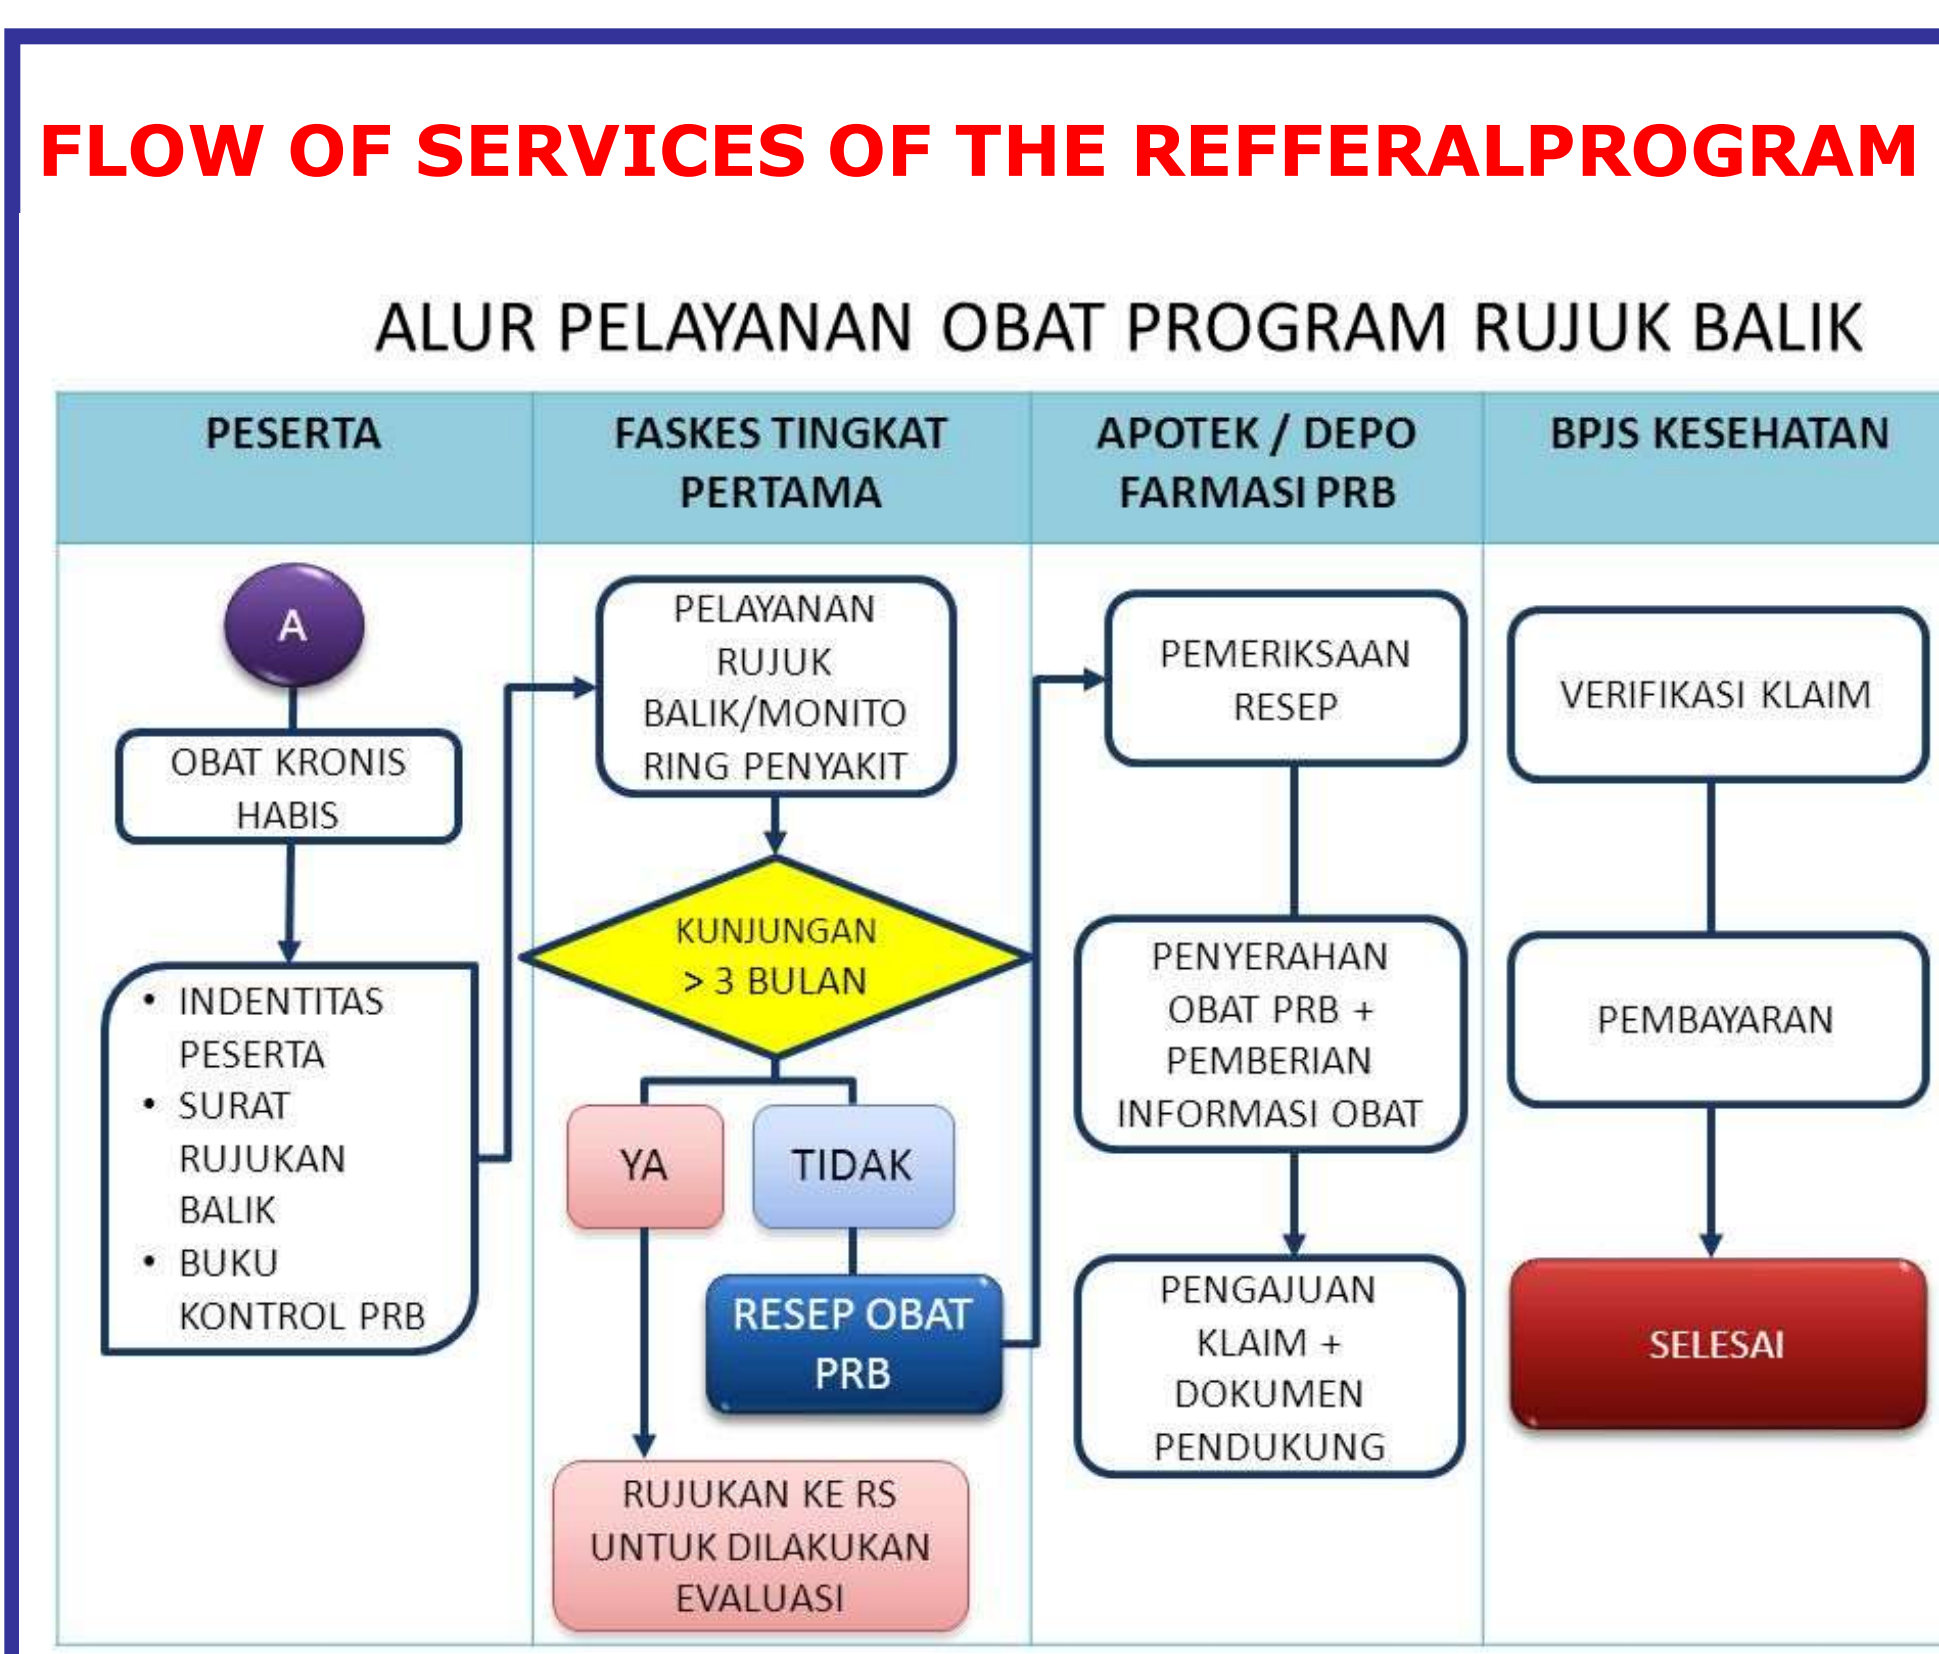 FLOW OF SERVICES OF THE REFFERALPROGRAM
ALUR PELAYANAN OBAT PROGRAM RUJUK BALIK
PESERTA
FASKES TINGKAT
PERTAMA
APOTEK / DEPO
FARMASI PRB
BPJS KESEHATAN
A
OBAT KRONIS
HABIS
• INDENTITAS
PESERTA
• SURAT
RUJUKAN
BALIK
• BUKU
KONTROL PRB
PELAYANAN
RUJUK
BALIK/MONITO
RING PENYAKIT
KUNJUNGAN
> 3 BULAN
YA
TIDAK
RESEP OBAT
PRB
RUJUKAN KE RS
UNTUK DILAKUKAN
EVALUASI
PEMERIKSAAN
RESEP
PENYERAHAN
OBAT PRB +
PEMBERIAN
INFORMASI OBAT
PENGAJUAN
KLAIM +
DOKUMEN
PENDUKUNG
VERIFIKASI KLAIM
PEMBAYARAN
SELESAI